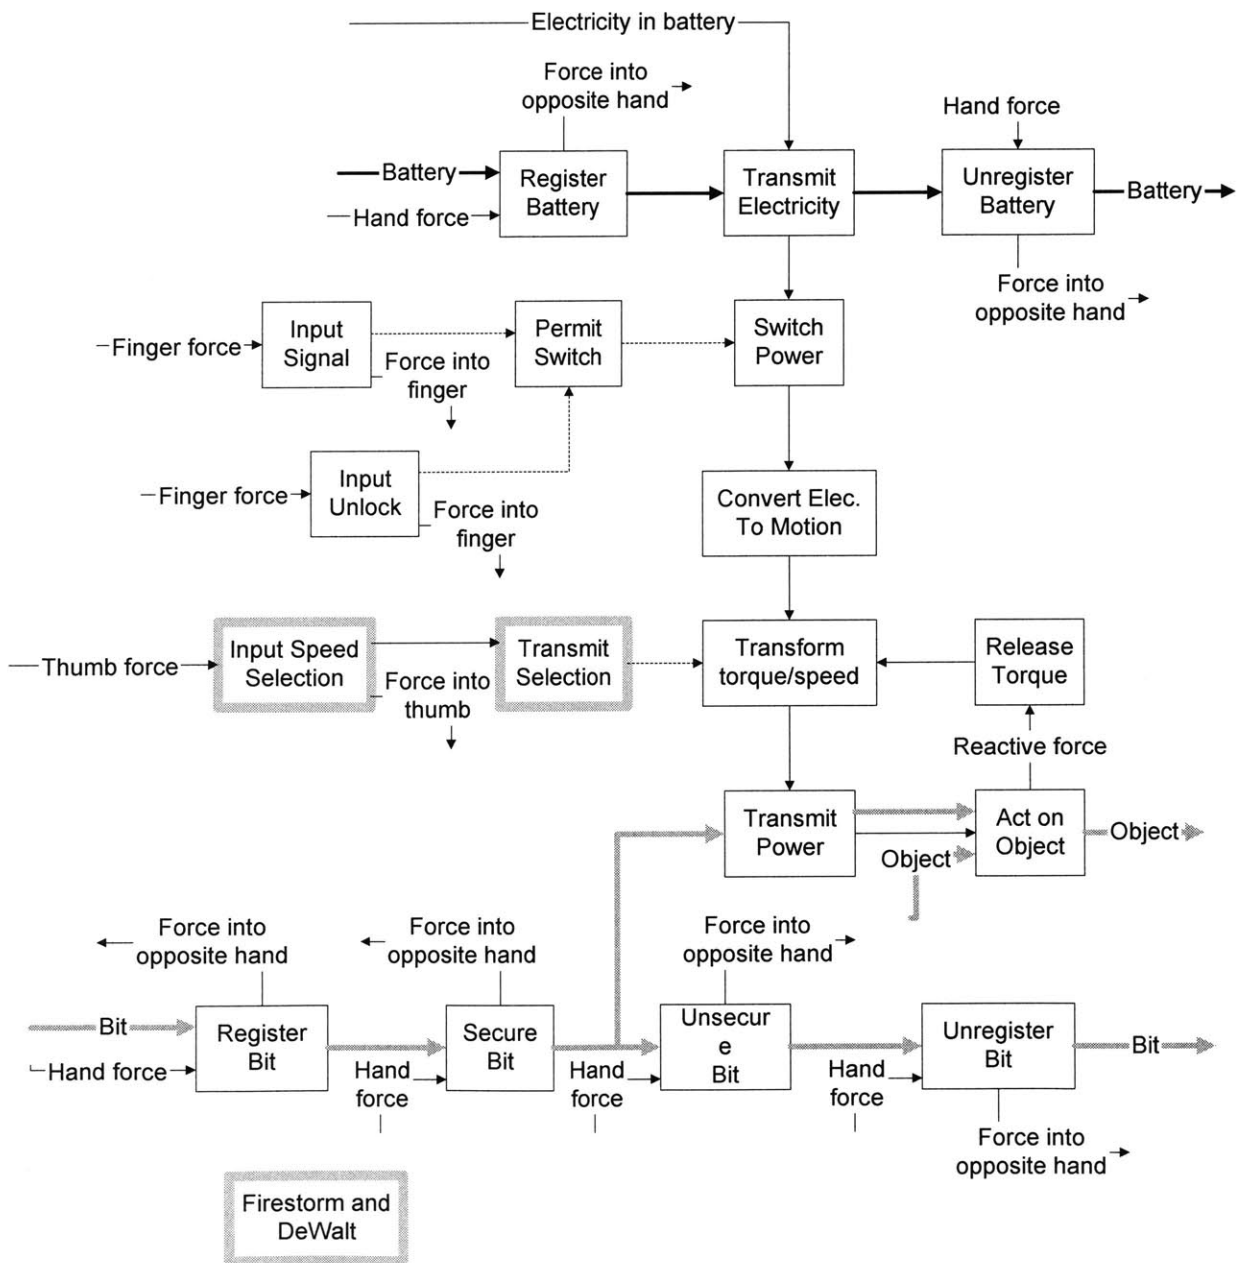 Electricity in battery
Force into
opposite hand
Hand force
Battery
Hand force
Register
Battery
Transmit
Electricity
Unregister
Battery
Battery
Force into
opposite hand
Finger force
Input
Signal
Force into
finger
Permit
Switch
Switch
Power
Finger force
Input
Unlock
Force into
finger
Convert Elec.
To Motion
Thumb force
Input Speed
Selection
Force into
thumb
Transmit
Selection
Transform
torque/speed
Release
Torque
Reactive force
Transmit
Power
Object
Act on
Object
Object
Force into
opposite hand
Force into
opposite hand
Force into
opposite hand
Bit
Hand force
Register
Bit
Hand
force
Secure
Bit
Hand
force
Unsecur
e
Bit
Hand
force
Unregister
Bit
Bit
Force into
opposite hand
Firestorm and
DeWalt